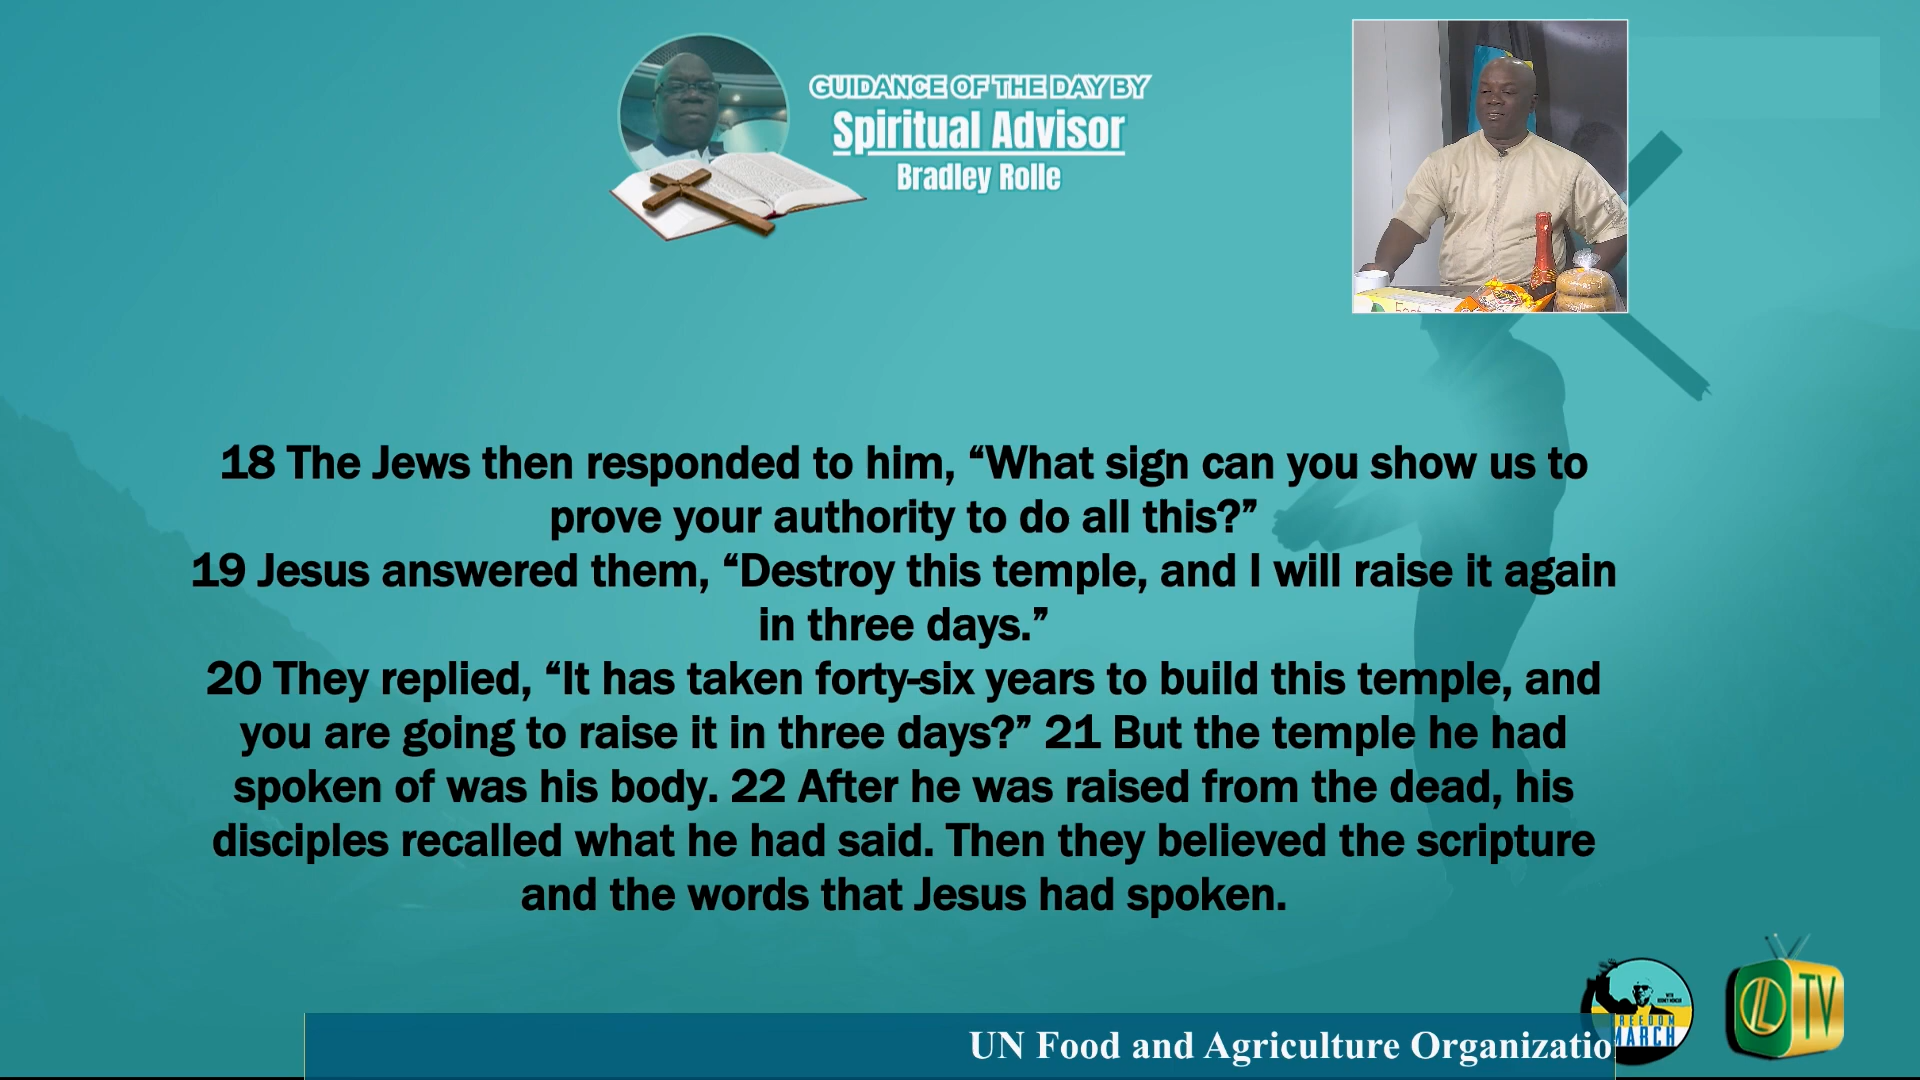 GUIDANCE OF THE DAY BY
Spiritual Advisor
Bradley Rolle
18 The Jews then responded to him, “What sign can you show us to
prove your authority to do all this?”
19 Jesus answered them, “Destroy this temple, and I will raise it again
in three days.”
20 They replied, “It has taken forty-six years to build this temple, and
you are going to raise it in three days?” 21 But the temple he had
spoken of was his body. 22 After he was raised from the dead, his
disciples recalled what he had said. Then they believed the scripture
and the words that Jesus had spoken.
FREEDOM
MARCH
TV
UN Food and Agriculture Organizatio